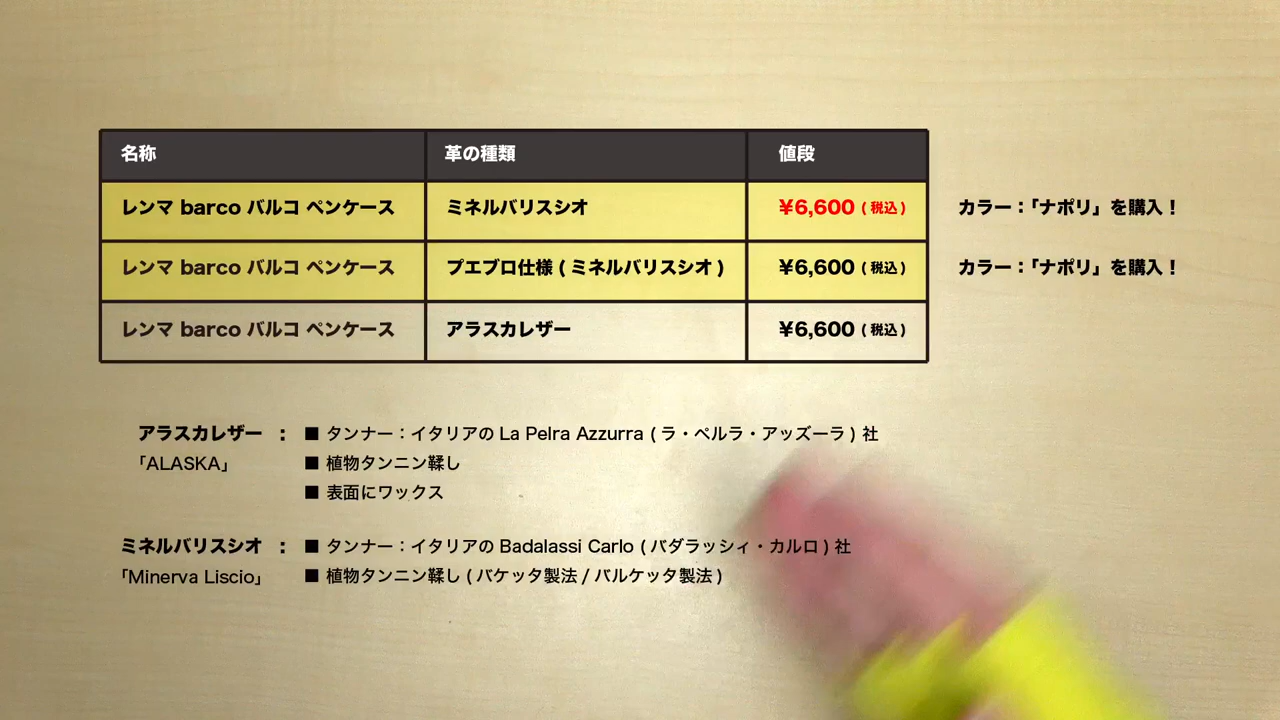 名称 革の種類 値段
レンマ barco バルコ ペンケース ミネルバリスシオ ¥6,600 ( 税込 ) カラー：「ナポリ」を購入！
レンマ barco バルコ ペンケース プエブロ仕様 ( ミネルバリスシオ ) ¥6,600 ( 税込 ) カラー：「ナポリ」を購入！
レンマ barco バルコ ペンケース アラスカレザー ¥6,600 ( 税込 )
アラスカレザー ： ■ タンナー：イタリアの La Pelra Azzurra ( ラ・ペルラ・アッズーラ ) 社
「ALASKA」 ■ 植物タンニン鞣し
■ 表面にワックス
ミネルバリスシオ ： ■ タンナー：イタリアの Badalassi Carlo ( バダラッシィ・カルロ ) 社
「Minerva Liscio」 ■ 植物タンニン鞣し ( バケッタ製法 / バルケッタ製法 )